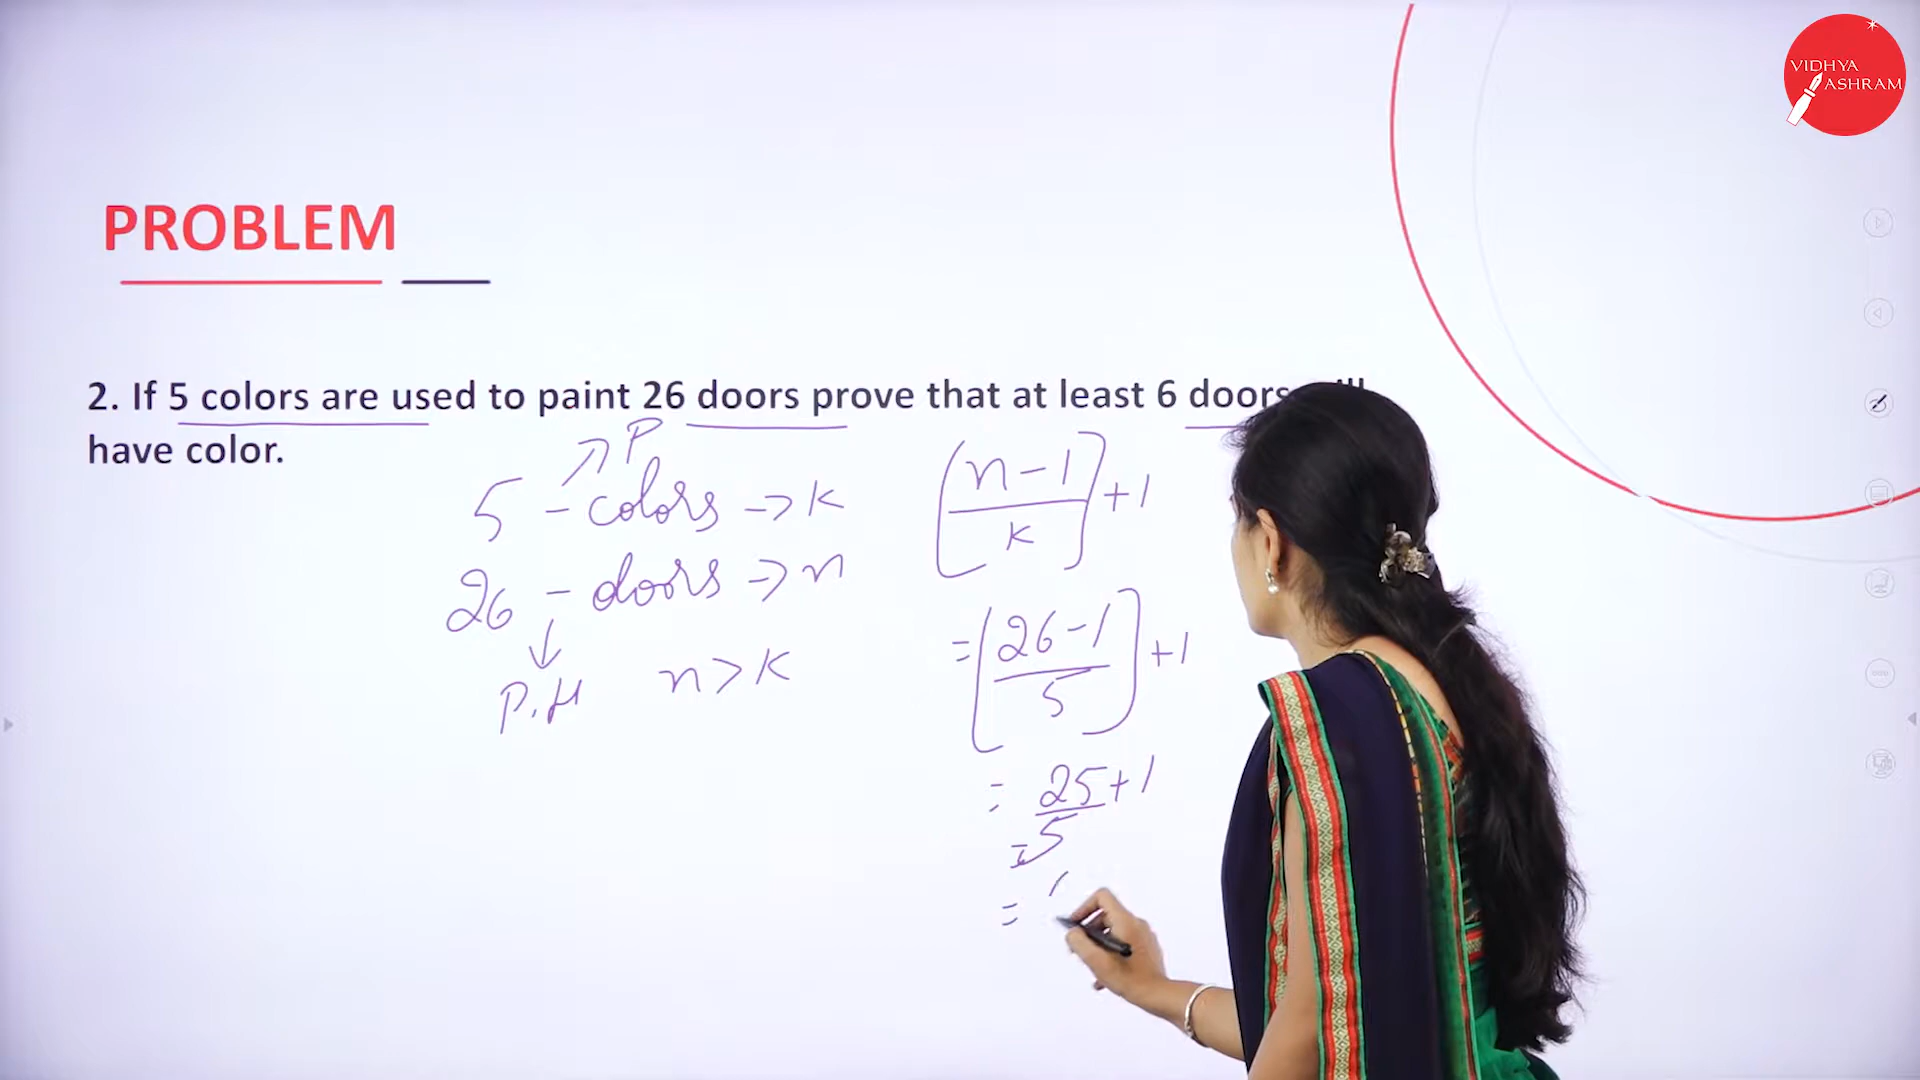 VIDHYA
ASHRAM
PROBLEM
2. If 5 colors are used to paint 26 doors prove that at least 6 doors
have color.
P
5 - colors -> k
26 - doors -> n
P.H
n > k
[n-1/k] + 1
= [26-1/5] + 1
= 25/5 + 1
= 5
=